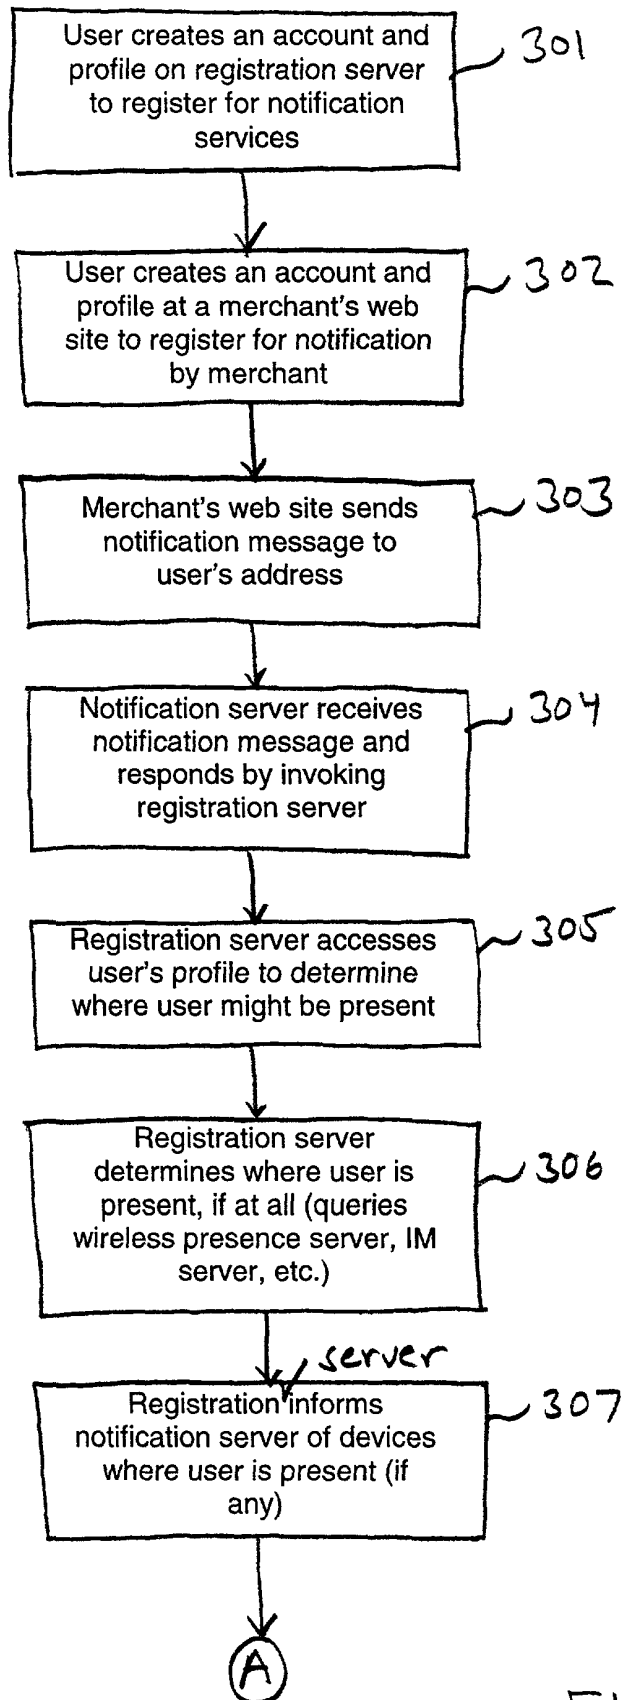 User creates an account and
profile on registration server
to register for notification
services
301
User creates an account and
profile at a merchant's web
site to register for notification
by merchant
302
Merchant's web site sends
notification message to
user's address
303
Notification server receives
notification message and
responds by invoking
registration server
304
Registration server accesses
user's profile to determine
where user might be present
305
Registration server
determines where user is
present, if at all (queries
wireless presence server, IM
server, etc.)
306
server
Registration informs
notification server of devices
where user is present (if
any)
307
A